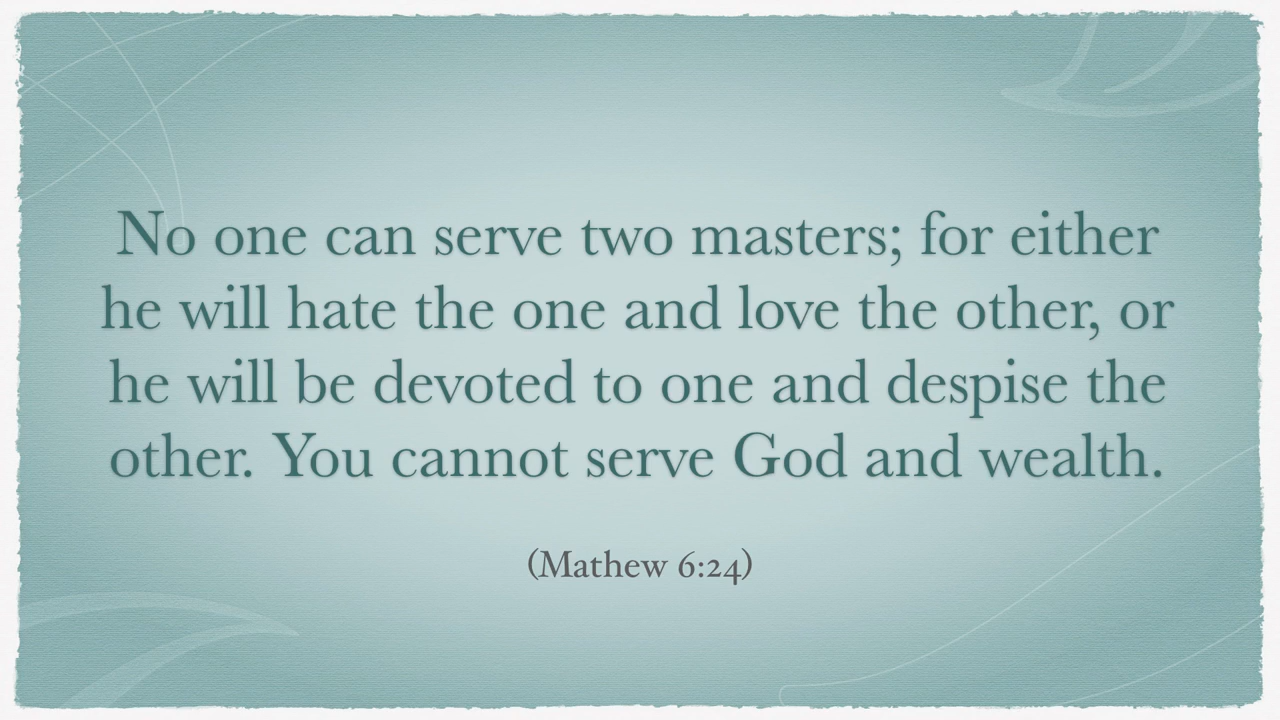 No one can serve two masters; for either
he will hate the one and love the other, or
he will be devoted to one and despise the
other. You cannot serve God and wealth.
(Mathew 6:24)